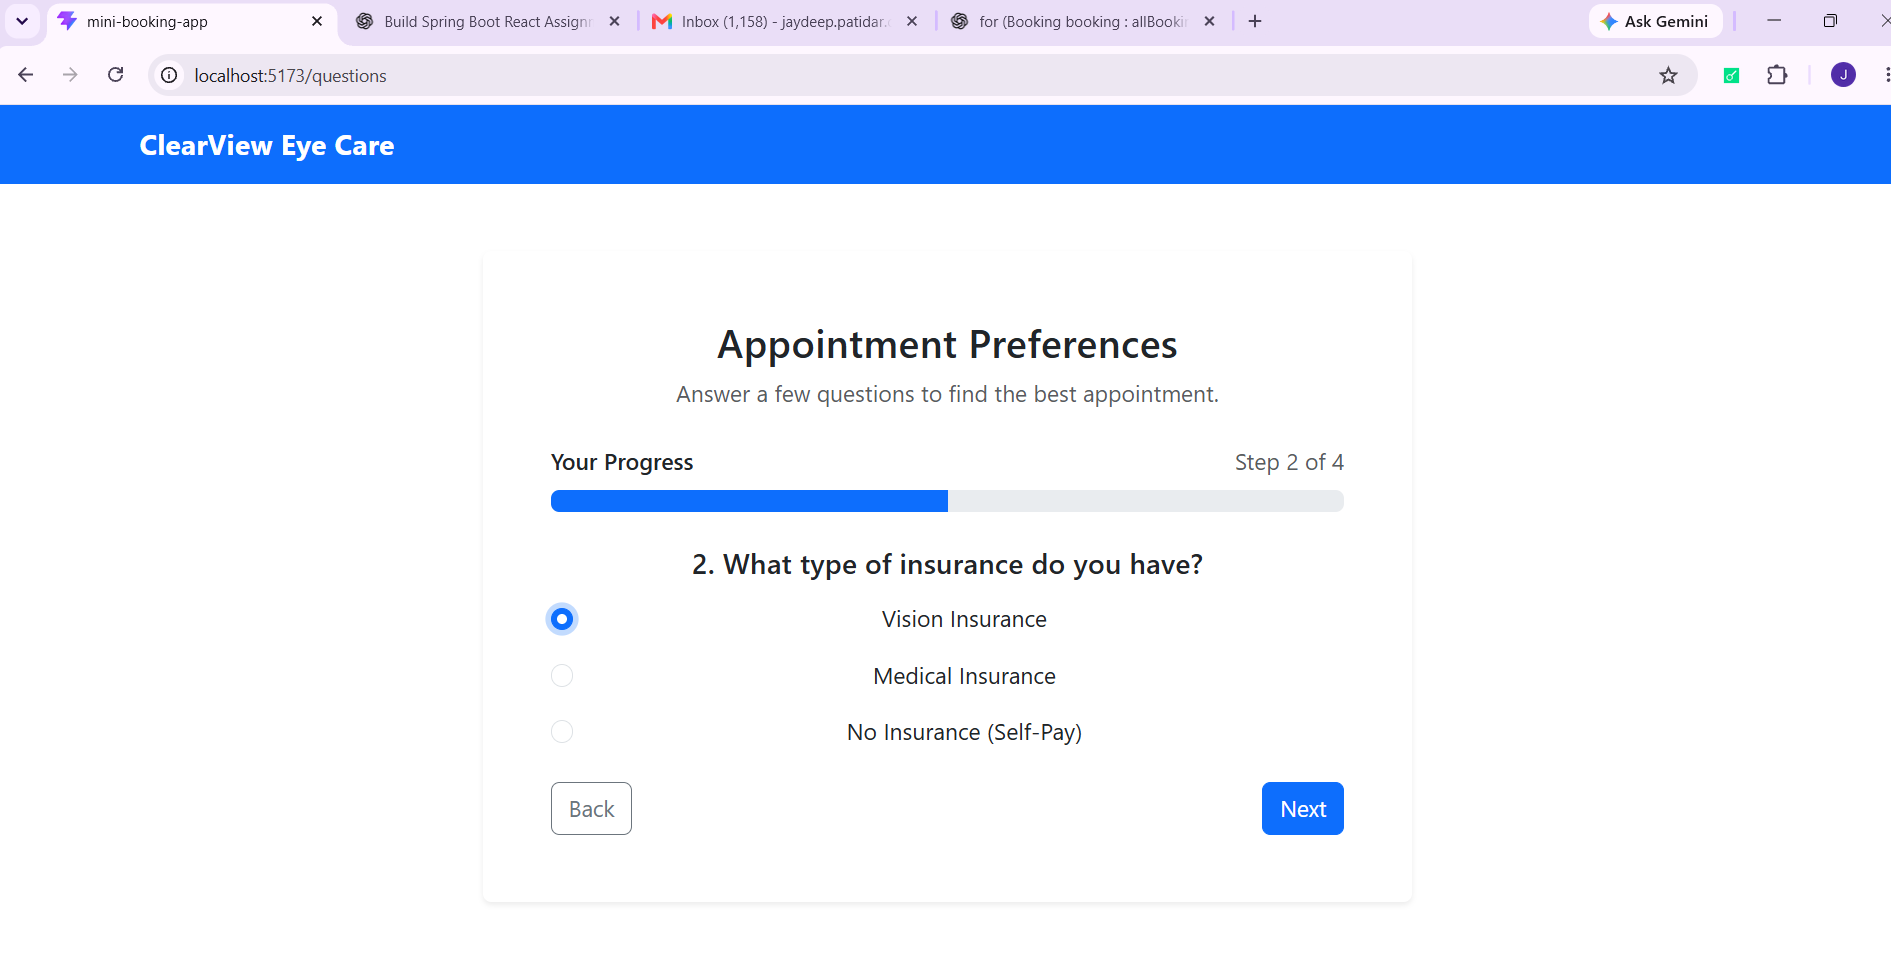 mini-booking-app
Build Spring Boot React Assignm
Inbox (1,158) - jaydeep.patidar.
for (Booking booking : allBookin
Ask Gemini
localhost:5173/questions
J
ClearView Eye Care
Appointment Preferences
Answer a few questions to find the best appointment.
Your Progress
Step 2 of 4
2. What type of insurance do you have?
Vision Insurance
Medical Insurance
No Insurance (Self-Pay)
Back
Next